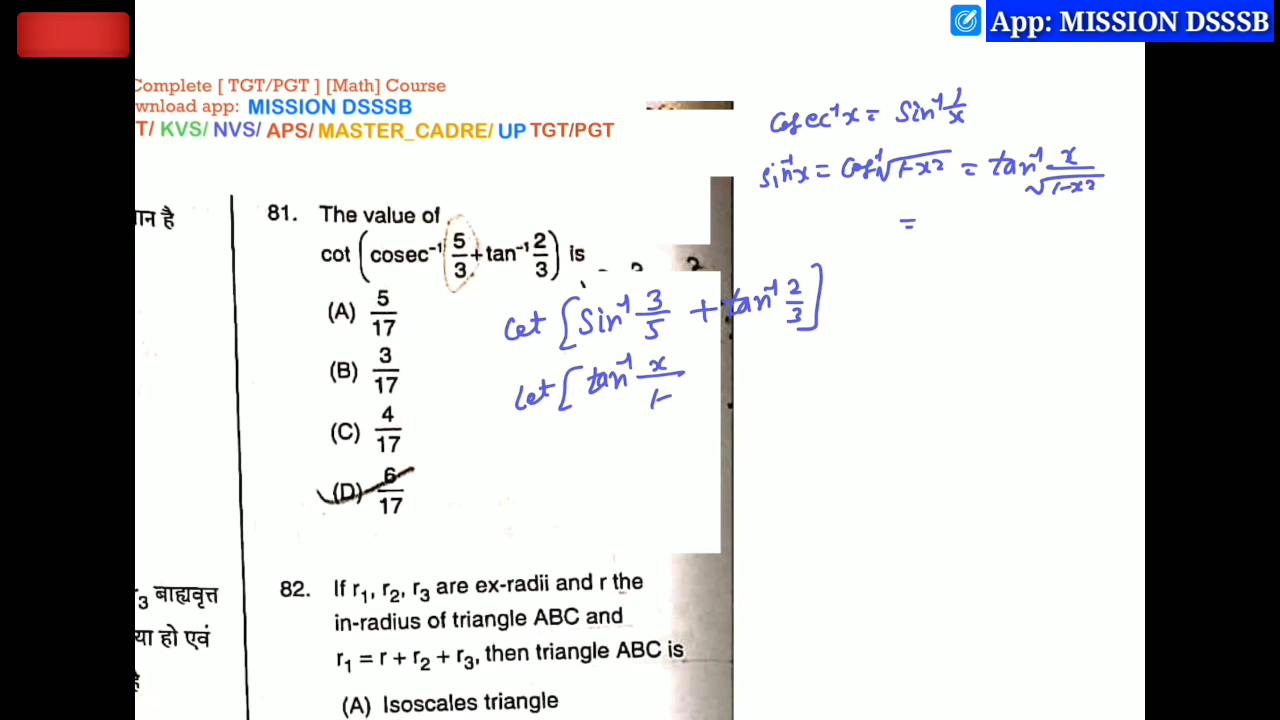 App: MISSION DSSSB
Complete [ TGT/PGT ] [Math] Course
wnload app: MISSION DSSSB
T/ KVS/ NVS/ APS/ MASTER_CADRE/ UP TGT/PGT
cosec⁻¹x = sin⁻¹ 1/x
sin⁻¹x = cos⁻¹√1-x² = tan⁻¹ x/√1-x²
=
ान है
81. The value of
cot (cosec⁻¹ 5/3 + tan⁻¹ 2/3) is
(A) 5/17
(B) 3/17
(C) 4/17
(D) 6/17
cot [sin⁻¹ 3/5 + tan⁻¹ 2/3]
cot [tan⁻¹ x/1-
3 बाह्यवृत्त
या हो एवं
है
82. If r₁, r₂, r₃ are ex-radii and r the
in-radius of triangle ABC and
r₁ = r + r₂ + r₃, then triangle ABC is
(A) Isoscales triangle